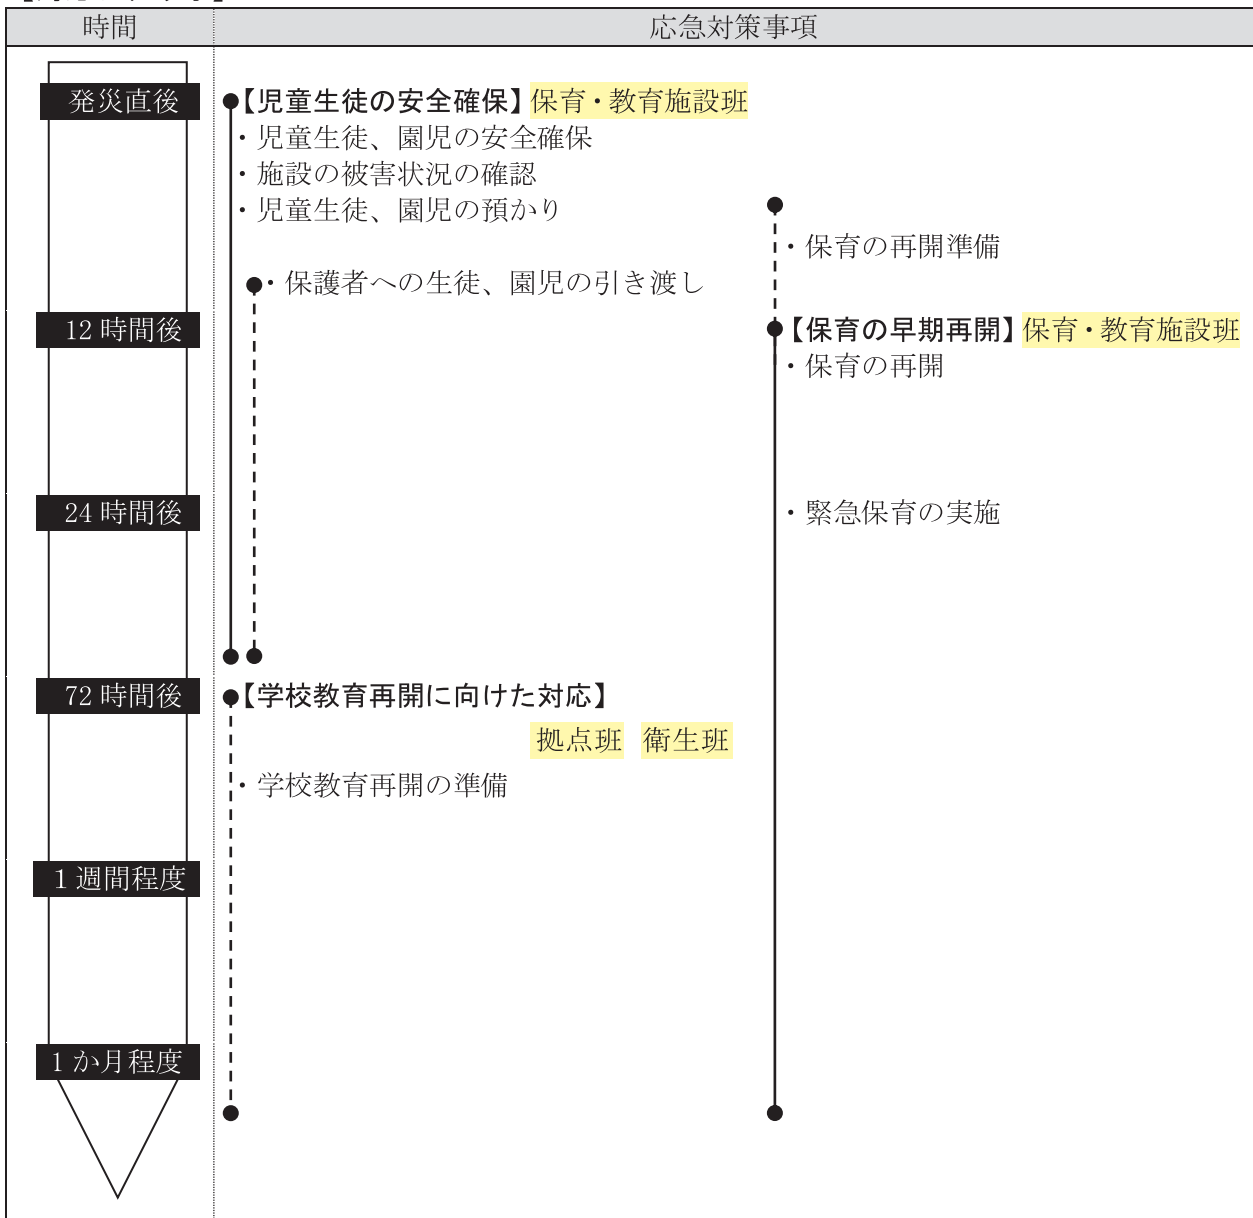 時間
応急対策事項
発災直後
【児童生徒の安全確保】保育・教育施設班
・児童生徒、園児の安全確保
・施設の被害状況の確認
・児童生徒、園児の預かり
・保育の再開準備
・保護者への生徒、園児の引き渡し
12時間後
【保育の早期再開】保育・教育施設班
・保育の再開
24時間後
・緊急保育の実施
72時間後
【学校教育再開に向けた対応】
拠点班 衛生班
・学校教育再開の準備
1週間程度
1か月程度